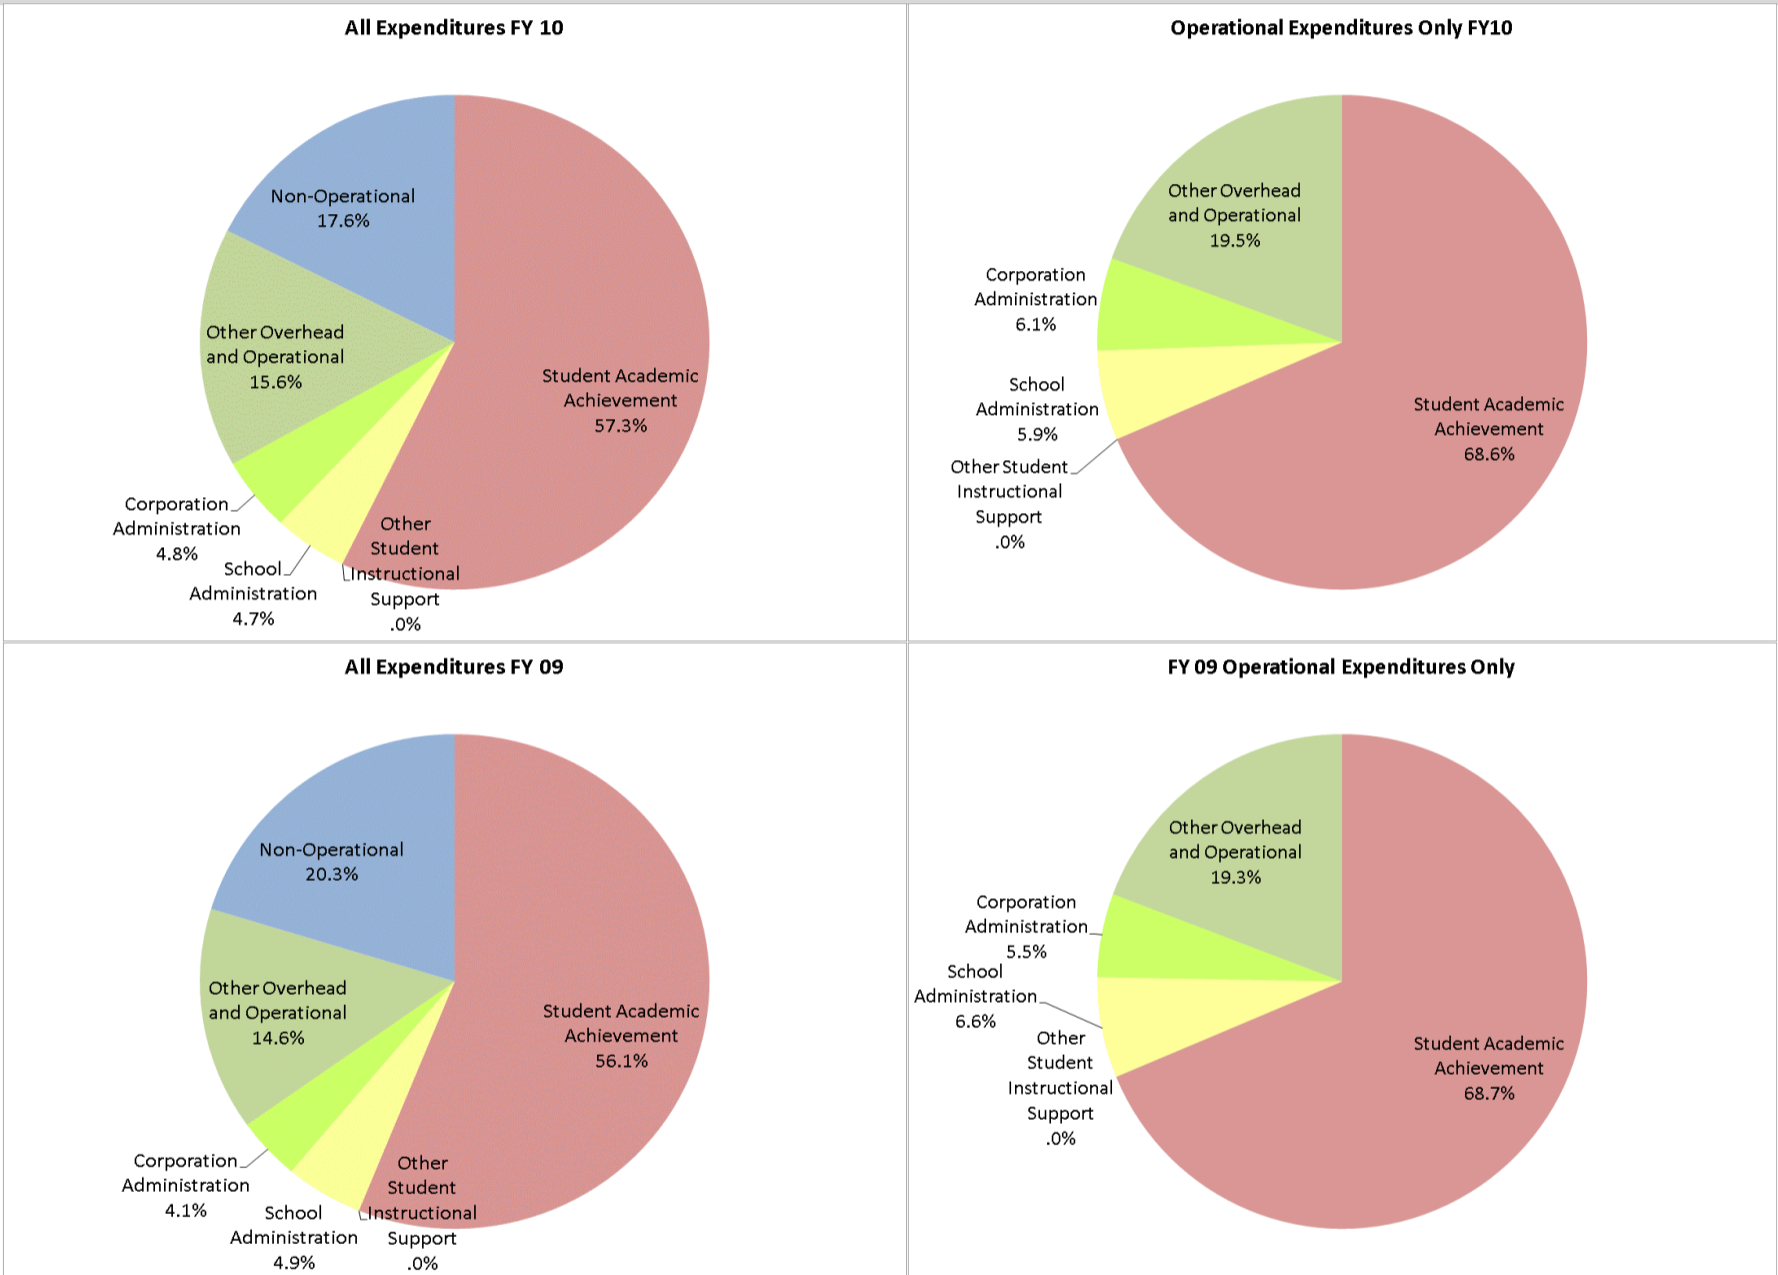 All Expenditures FY 10
Non-Operational
17.6%
Other Overhead
and Operational
15.6%
Student Academic
Achievement
57.3%
Corporation
Administration
4.8%
School
Administration
4.7%
Other
Student
Instructional
Support
.0%
Operational Expenditures Only FY10
Other Overhead
and Operational
19.5%
Corporation
Administration
6.1%
School
Administration
5.9%
Other Student
Instructional
Support
.0%
Student Academic
Achievement
68.6%
All Expenditures FY 09
Non-Operational
20.3%
Other Overhead
and Operational
14.6%
Student Academic
Achievement
56.1%
Corporation
Administration
4.1%
School
Administration
4.9%
Other
Student
Instructional
Support
.0%
FY 09 Operational Expenditures Only
Other Overhead
and Operational
19.3%
Corporation
Administration
5.5%
School
Administration
6.6%
Other
Student
Instructional
Support
.0%
Student Academic
Achievement
68.7%